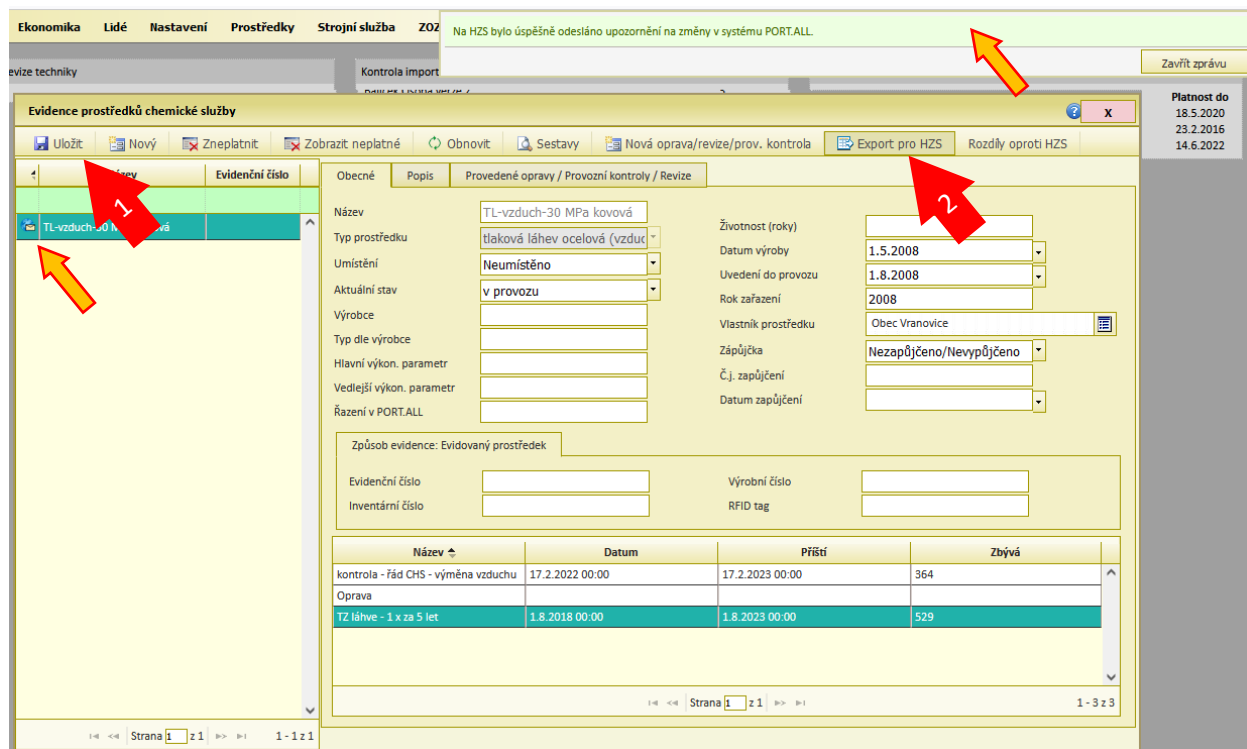 Ekonomika Lidé Nastavení Prostředky Strojní služba ZOZ
Na HZS bylo úspěšně odesláno upozornění na změny v systému PORT.ALL.
Zavřít zprávu
evize techniky
Kontrola import
Balíček Osoba verze 2
Platnost do
18.5.2020
23.2.2016
14.6.2022
Evidence prostředků chemické služby
? x
Uložit Nový Zneplatnit Zobrazit neplatné Obnovit Sestavy Nová oprava/revize/prov. kontrola Export pro HZS Rozdíly oproti HZS
1
2
Název Evidenční číslo
TL-vzduch-30 M kovová
Strana 1 z 1 1 - 1 z 1
Obecné Popis Provedené opravy / Provozní kontroly / Revize
Název TL-vzduch-30 MPa kovová
Typ prostředku tlaková láhev ocelová (vzduc
Umístění Neumístěno
Aktuální stav v provozu
Výrobce
Typ dle výrobce
Hlavní výkon. parametr
Vedlejší výkon. parametr
Řazení v PORT.ALL
Životnost (roky)
Datum výroby 1.5.2008
Uvedení do provozu 1.8.2008
Rok zařazení 2008
Vlastník prostředku Obec Vranovice
Zápůjčka Nezapůjčeno/Nevypůjčeno
Č.j. zapůjčení
Datum zapůjčení
Způsob evidence: Evidovaný prostředek
Evidenční číslo Výrobní číslo
Inventární číslo RFID tag
Název Datum Příští Zbývá
kontrola - řád CHS - výměna vzduchu 17.2.2022 00:00 17.2.2023 00:00 364
Oprava
TZ láhve - 1 x za 5 let 1.8.2018 00:00 1.8.2023 00:00 529
Strana 1 z 1 1 - 3 z 3